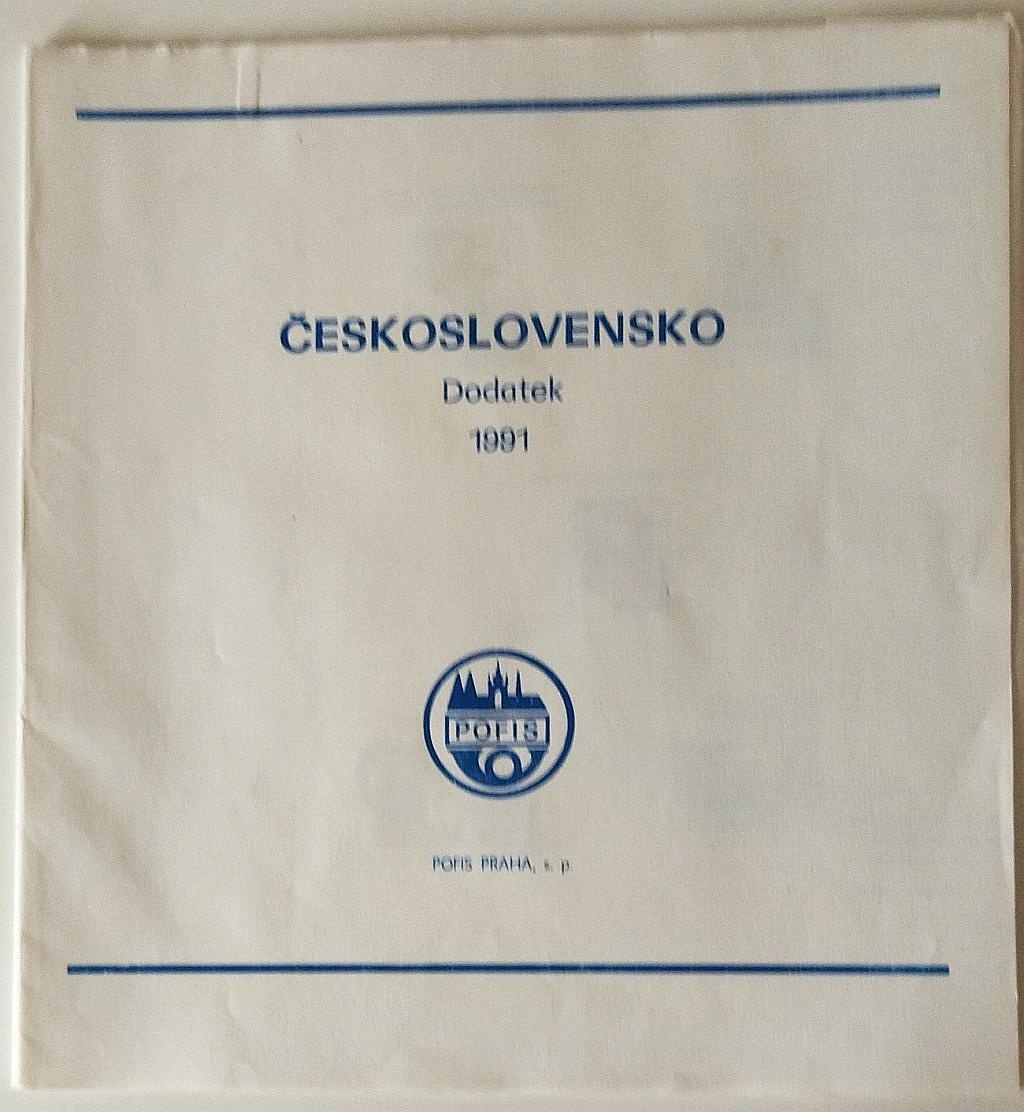 ČESKOSLOVENSKO
Dodatek
1991
POFIS
POFIS PRAHA, s. p.